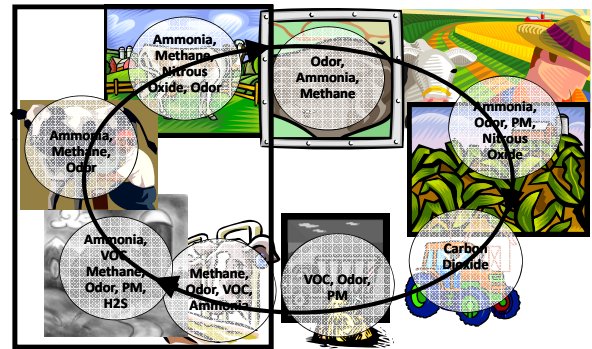 Ammonia,
Methane,
Nitrous
Oxide, Odor
Odor,
Ammonia,
Methane
Ammonia,
Odor, PM,
Nitrous
Oxide
Carbon
Dioxide
VOC, Odor,
PM
Methane,
Odor, VOC,
Ammonia
Ammonia,
VOC
Methane,
Odor, PM,
H2S
Ammonia,
Methane,
Odor